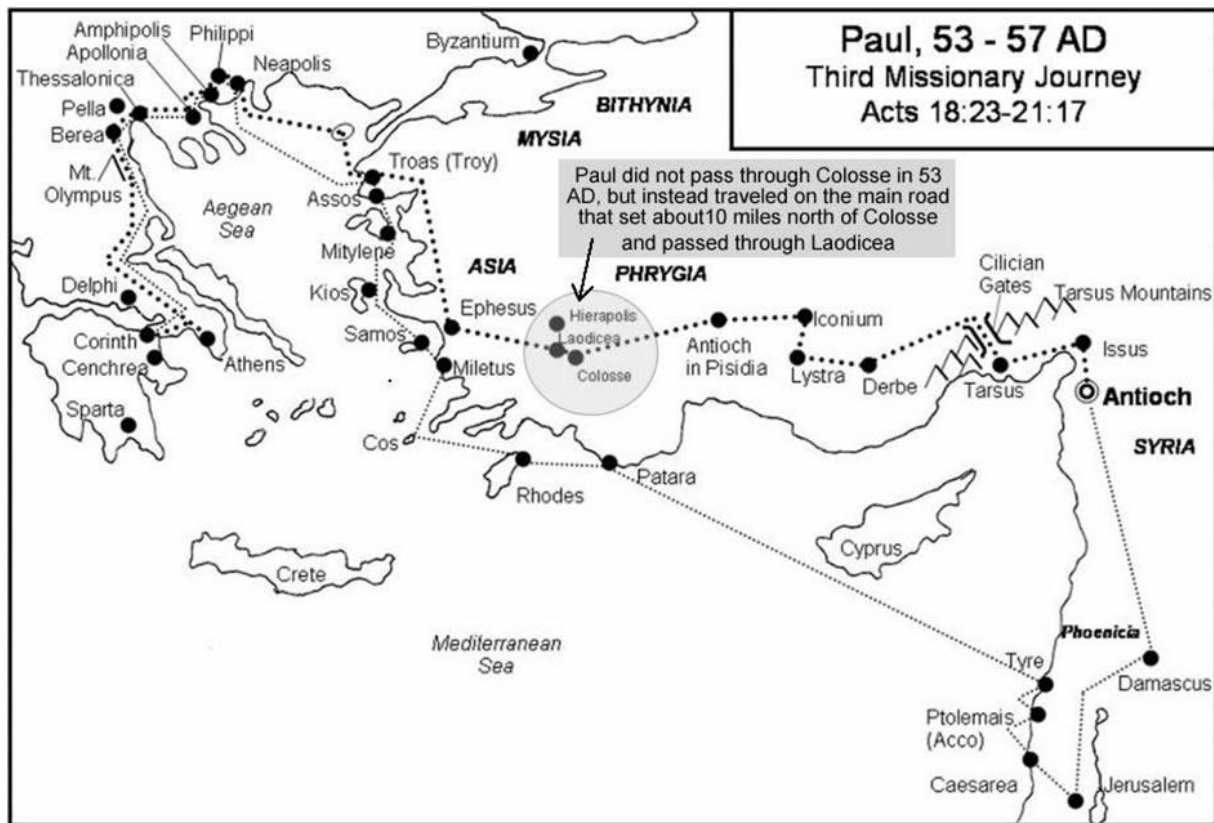 Paul, 53 - 57 AD
Third Missionary Journey
Acts 18:23-21:17
Amphipolis
Philippi
Apollonia
Neapolis
Thessalonica
Byzantium
Pella
Berea
BITHYNIA
MYSIA
Mt.
Olympus
Troas (Troy)
Paul did not pass through Colosse in 53
AD, but instead traveled on the main road
that set about10 miles north of Colosse
and passed through Laodicea
Assos
Aegean
Sea
Mitylene
ASIA
PHRYGIA
Cilician
Gates
Tarsus Mountains
Delphi
Kios
Ephesus
Hierapolis
Iconium
Corinth
Samos
Laodicea
Antioch
in Pisidia
Issus
Cenchrea
Athens
Miletus
Colosse
Lystra
Derbe
Tarsus
Antioch
Sparta
Cos
SYRIA
Rhodes
Patara
Cyprus
Crete
Mediterranean
Sea
Phoenicia
Tyre
Damascus
Ptolemais
(Acco)
Caesarea
Jerusalem